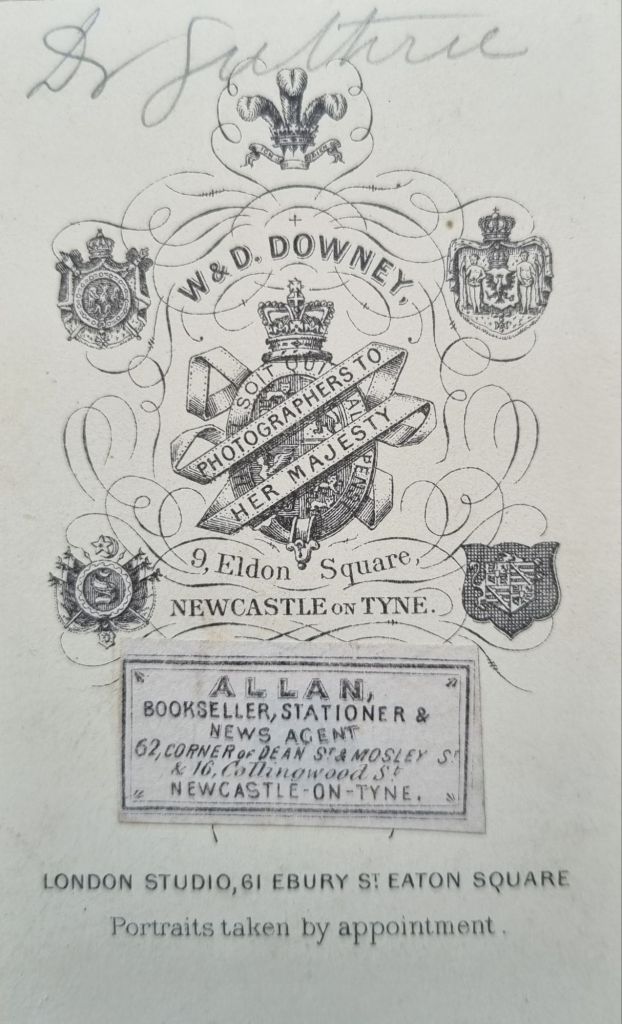 Dr Guthrie
W & D. DOWNEY,
SOIT QUI MAL Y PENSE
PHOTOGRAPHERS TO
HER MAJESTY
9, Eldon Square,
NEWCASTLE ON TYNE.
ALLAN,
BOOKSELLER, STATIONER &
NEWS AGENT
62, CORNER OF DEAN ST & MOSLEY ST
& 16, Collingwood St
NEWCASTLE-ON-TYNE.
LONDON STUDIO, 61 EBURY ST EATON SQUARE
Portraits taken by appointment.